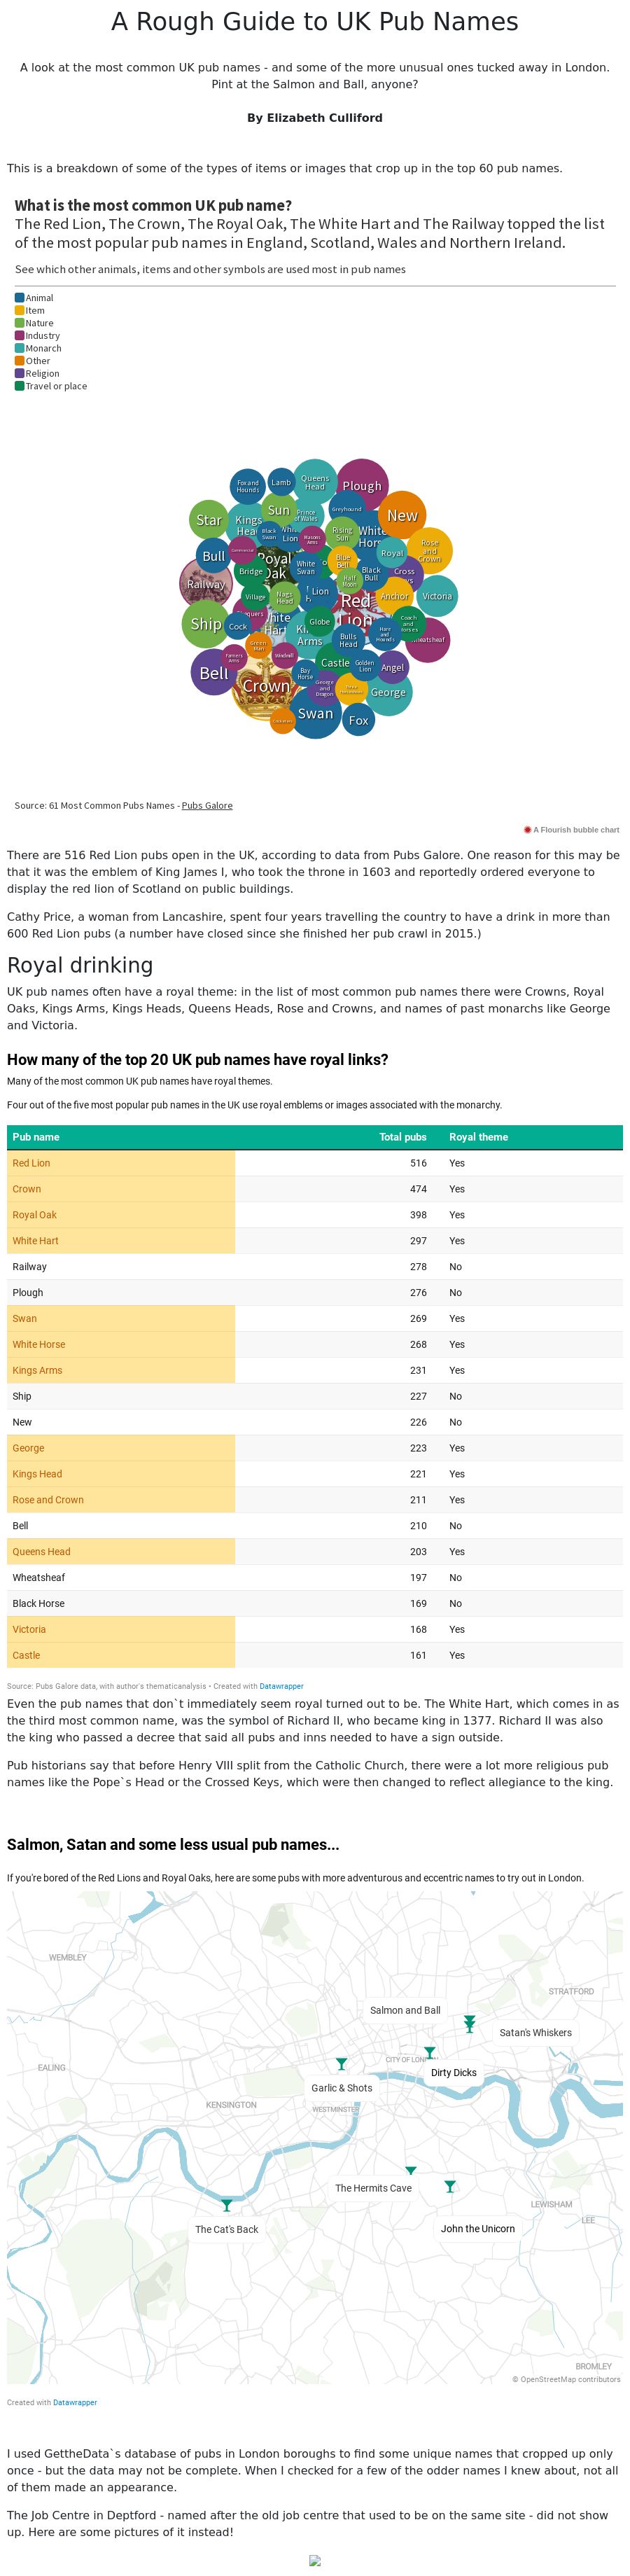 A Rough Guide to UK Pub Names
A look at the most common UK pub names - and some of the more unusual ones tucked away in London.
Pint at the Salmon and Ball, anyone?
By Elizabeth Culliford
This is a breakdown of some of the types of items or images that crop up in the top 60 pub names.
What is the most common UK pub name?
The Red Lion, The Crown, The Royal Oak, The White Hart and The Railway topped the list
of the most popular pub names in England, Scotland, Wales and Northern Ireland.
See which other animals, items and other symbols are used most in pub names
Animal
Item
Nature
Industry
Monarch
Other
Religion
Travel or place
Fox and
Hounds
Lamb
Queens
Head
Plough
Star
Kings
Sun
Prince
of Wales
Greyhound
New
Black
Swan
Lion
Masons
Arms
Rising
Sun
White
Royal
Rose
and
Crown
Bull
Commercial
Royal
Oak
White
Swan
Blue
Bell
Black
Bull
Cross
Railway
Bridge
Half
Moon
Anchor
Victoria
Village
Nags
Head
Lion
Red
Lion
Ship
Cock
Hart
Arms
Globe
Bulls
Head
Hare
and
Hounds
Coach
and
Green
Man
Farmers
Arms
Castle
Golden
Lion
Angel
Bell
Crown
Bay
Horse
George
and
Dragon
George
Swan
Fox
Source: 61 Most Common Pubs Names - Pubs Galore
A Flourish bubble chart
There are 516 Red Lion pubs open in the UK, according to data from Pubs Galore. One reason for this may be
that it was the emblem of King James I, who took the throne in 1603 and reportedly ordered everyone to
display the red lion of Scotland on public buildings.
Cathy Price, a woman from Lancashire, spent four years travelling the country to have a drink in more than
600 Red Lion pubs (a number have closed since she finished her pub crawl in 2015.)
Royal drinking
UK pub names often have a royal theme: in the list of most common pub names there were Crowns, Royal
Oaks, Kings Arms, Kings Heads, Queens Heads, Rose and Crowns, and names of past monarchs like George
and Victoria.
How many of the top 20 UK pub names have royal links?
Many of the most common UK pub names have royal themes.
Four out of the five most popular pub names in the UK use royal emblems or images associated with the monarchy.
Pub name Total pubs Royal theme
Red Lion 516 Yes
Crown 474 Yes
Royal Oak 398 Yes
White Hart 297 Yes
Railway 278 No
Plough 276 No
Swan 269 Yes
White Horse 268 Yes
Kings Arms 231 Yes
Ship 227 No
New 226 No
George 223 Yes
Kings Head 221 Yes
Rose and Crown 211 Yes
Bell 210 No
Queens Head 203 Yes
Wheatsheaf 197 No
Black Horse 169 No
Victoria 168 Yes
Castle 161 Yes
Source: Pubs Galore data, with author's thematicanalysis • Created with Datawrapper
Even the pub names that don`t immediately seem royal turned out to be. The White Hart, which comes in as
the third most common name, was the symbol of Richard II, who became king in 1377. Richard II was also
the king who passed a decree that said all pubs and inns needed to have a sign outside.
Pub historians say that before Henry VIII split from the Catholic Church, there were a lot more religious pub
names like the Pope`s Head or the Crossed Keys, which were then changed to reflect allegiance to the king.
Salmon, Satan and some less usual pub names...
If you're bored of the Red Lions and Royal Oaks, here are some pubs with more adventurous and eccentric names to try out in London.
WEMBLEY
STRATFORD
Salmon and Ball
Satan's Whiskers
CITY OF LONDON
EALING
Dirty Dicks
Garlic & Shots
KENSINGTON
WESTMINSTER
The Hermits Cave
LEWISHAM
LEE
The Cat's Back
John the Unicorn
BROMLEY
© OpenStreetMap contributors
Created with Datawrapper
I used GettheData`s database of pubs in London boroughs to find some unique names that cropped up only
once - but the data may not be complete. When I checked for a few of the odder names I knew about, not all
of them made an appearance.
The Job Centre in Deptford - named after the old job centre that used to be on the same site - did not show
up. Here are some pictures of it instead!